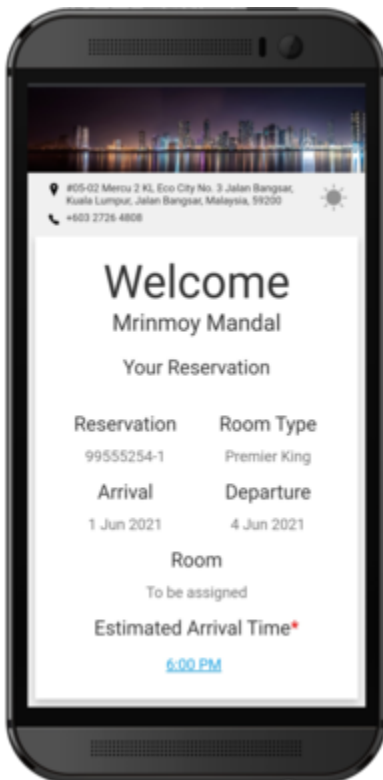 #05-02 Mercu 2 KL Eco City No. 3 Jalan Bangsar,
Kuala Lumpur, Jalan Bangsar, Malaysia, 59200
+603 2726 4808
Welcome
Mrinmoy Mandal
Your Reservation
Reservation Room Type
99555254-1 Premier King
Arrival Departure
1 Jun 2021 4 Jun 2021
Room
To be assigned
Estimated Arrival Time*
6:00 PM